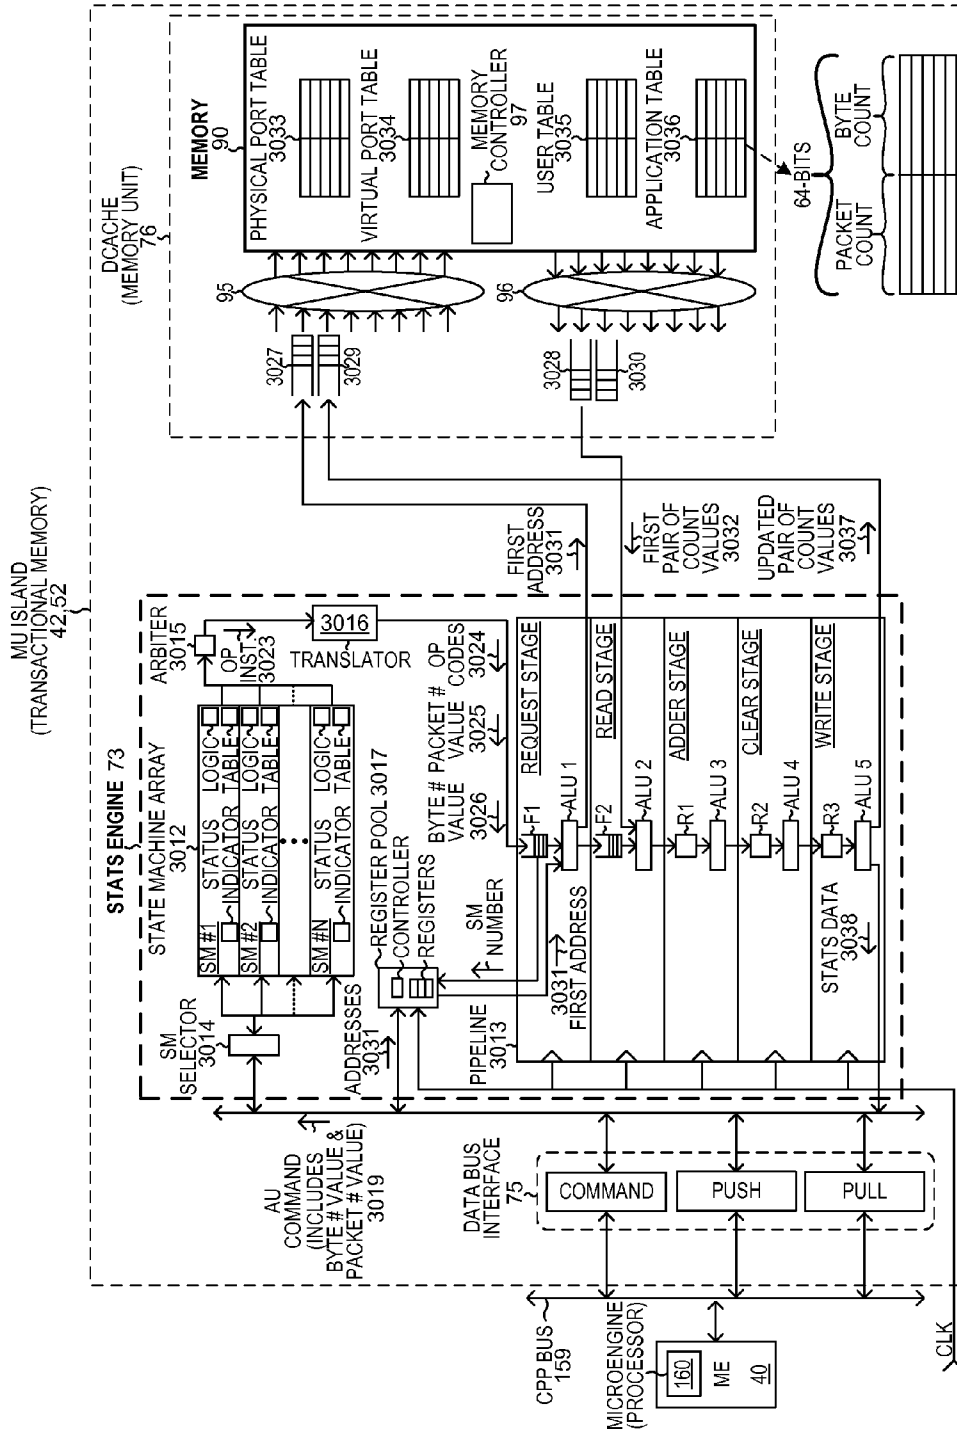 MU ISLAND
(TRANSACTIONAL MEMORY)
42,52
DCACHE
(MEMORY UNIT)
76
MEMORY
90
PHYSICAL PORT TABLE
3033
VIRTUAL PORT TABLE
3034
MEMORY
CONTROLLER
97
USER TABLE
3035
APPLICATION TABLE
3036
64-BITS
PACKET
COUNT
BYTE
COUNT
95
96
3027
3029
3028
3030
STATS ENGINE 73
STATE MACHINE ARRAY
3012
SM #1
STATUS
LOGIC
INDICATOR
TABLE
SM #2
STATUS
LOGIC
INDICATOR
TABLE
SM #N
STATUS
LOGIC
INDICATOR
TABLE
SM
SELECTOR
3014
ARBITER
3015
OP
INST.
3023
3016
TRANSLATOR
ADDRESSES
3031
REGISTER POOL 3017
CONTROLLER
REGISTERS
SM
NUMBER
BYTE #
VALUE
3026
PACKET #
VALUE
3025
OP
CODES
3024
FIRST
ADDRESS
3031
FIRST
PAIR OF
COUNT
VALUES
3032
UPDATED
PAIR OF
COUNT
VALUES
3037
PIPELINE
3013
3031
FIRST ADDRESS
F1
ALU 1
REQUEST STAGE
F2
ALU 2
READ STAGE
R1
ALU 3
ADDER STAGE
R2
ALU 4
CLEAR STAGE
R3
ALU 5
WRITE STAGE
STATS DATA
3038
AU
COMMAND
(INCLUDES
BYTE # VALUE &
PACKET # VALUE)
3019
DATA BUS
INTERFACE
75
COMMAND
PUSH
PULL
CPP BUS
159
MICROENGINE
(PROCESSOR)
160
ME
40
CLK